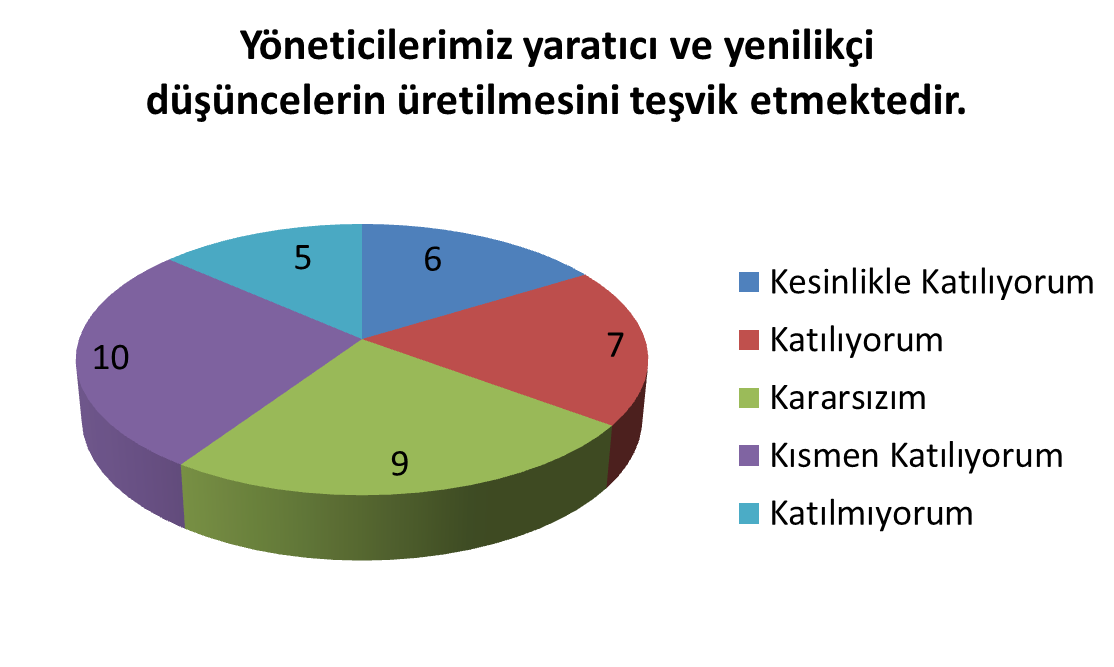 Yöneticilerimiz yaratıcı ve yenilikçi
düşüncelerin üretilmesini teşvik etmektedir.
5
6
7
10
9
Kesinlikle Katılıyorum
Katılıyorum
Kararsızım
Kısmen Katılıyorum
Katılmıyorum